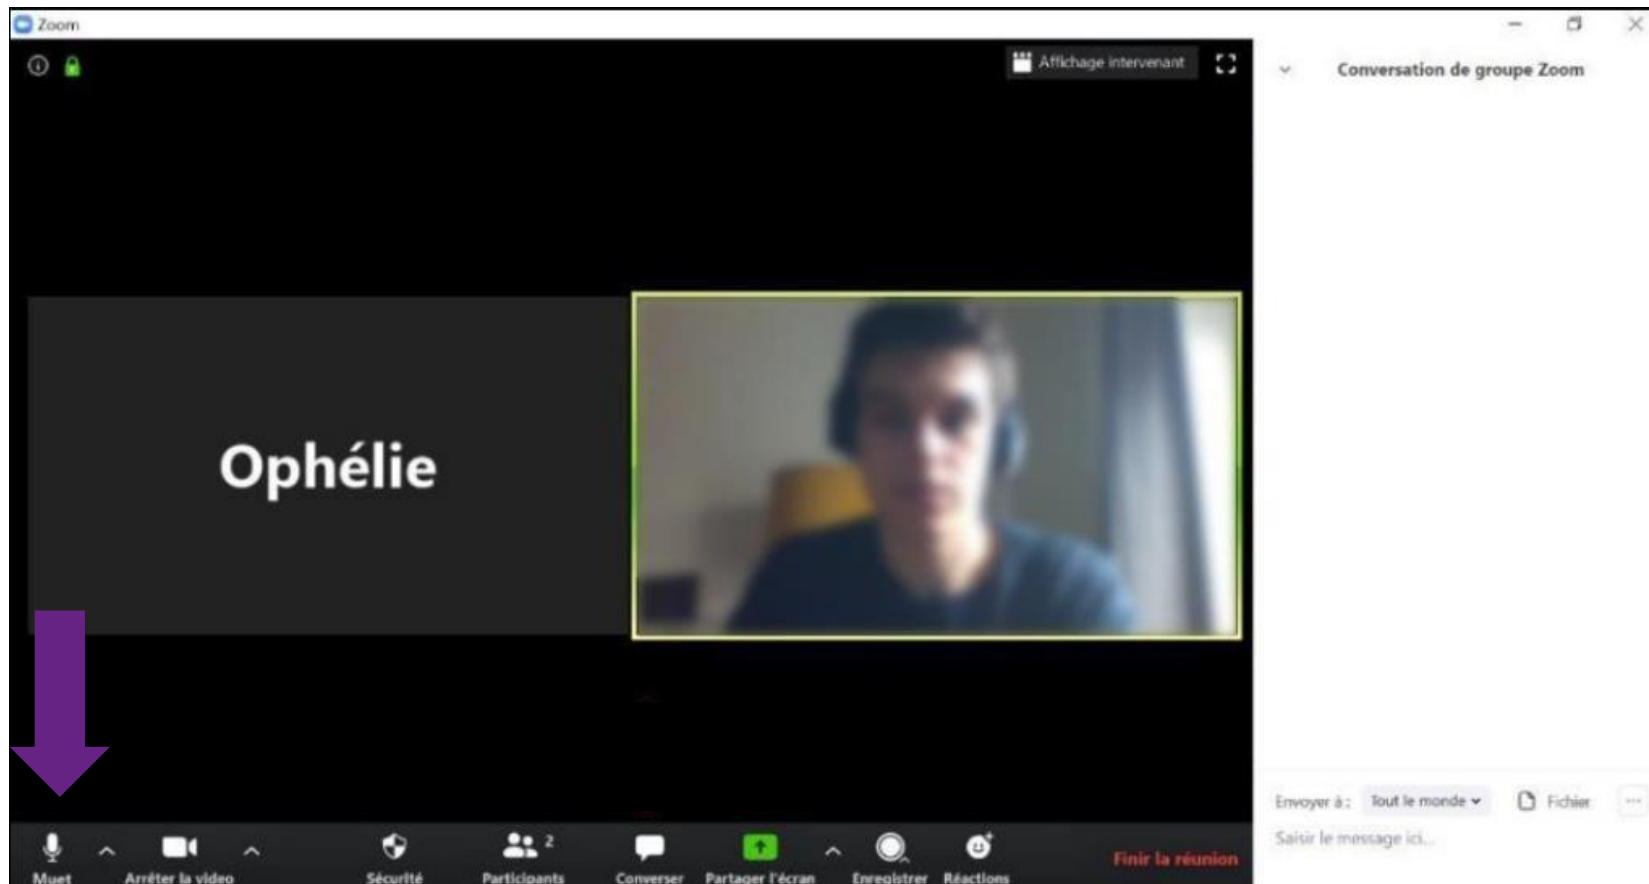 Zoom
Affichage intervenant
Conversation de groupe Zoom
Ophélie
Envoyer à : Tout le monde Fichier ...
Saisir le message ici...
2
Muet Arrêter la video Sécurité Participants Converser Partager l'écran Enregistrer Réactions Finir la réunion